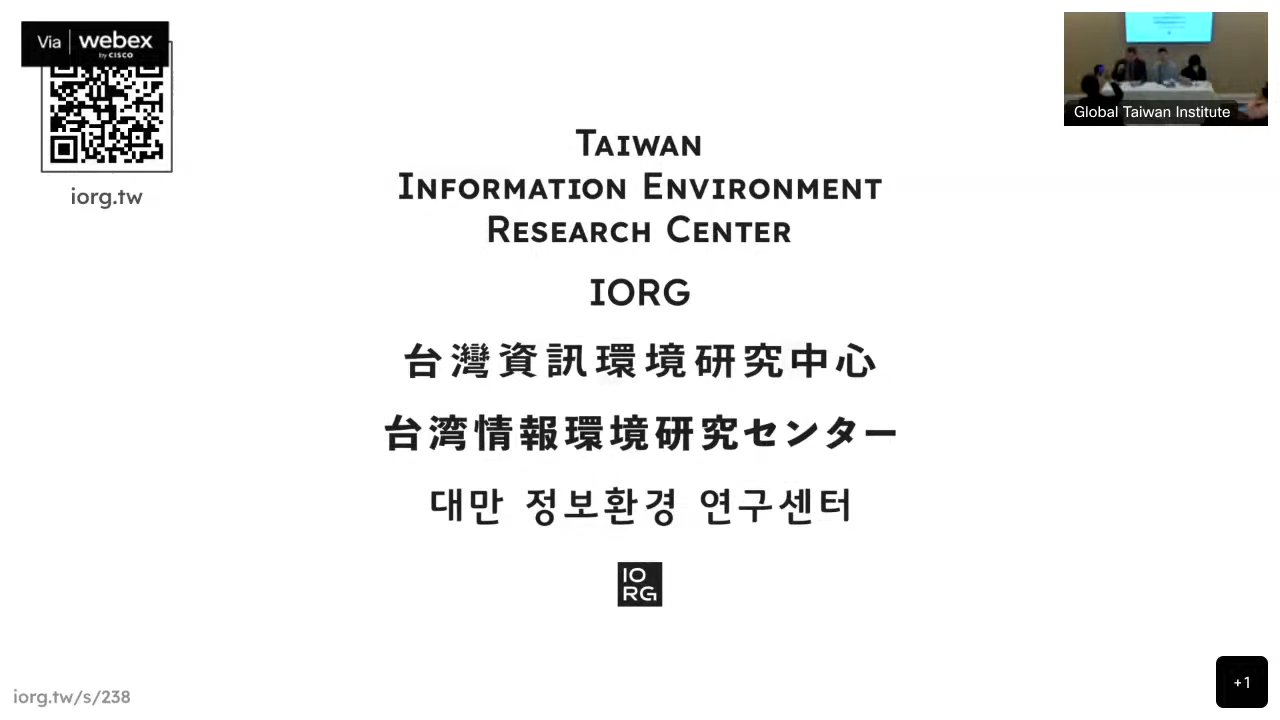 Via webex
by CISCO
iorg.tw
Global Taiwan Institute
TAIWAN
INFORMATION ENVIRONMENT
RESEARCH CENTER
IORG
台灣資訊環境研究中心
台湾情報環境研究センター
대만 정보환경 연구센터
IO
RG
iorg.tw/s/238
+1